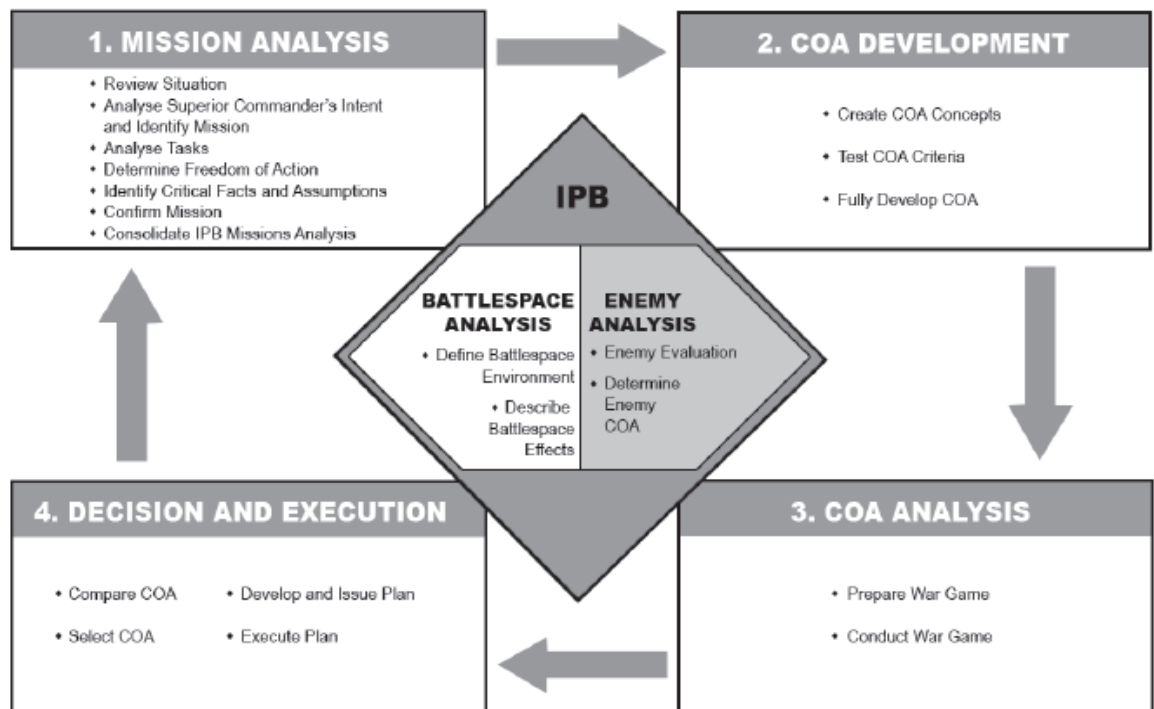 1. MISSION ANALYSIS
• Review Situation
• Analyse Superior Commander's Intent
and Identify Mission
• Analyse Tasks
• Determine Freedom of Action
• Identify Critical Facts and Assumptions
• Confirm Mission
• Consolidate IPB Missions Analysis
2. COA DEVELOPMENT
• Create COA Concepts
• Test COA Criteria
• Fully Develop COA
IPB
BATTLESPACE
ANALYSIS
• Define Battlespace
Environment
• Describe
Battlespace
Effects
ENEMY
ANALYSIS
• Enemy Evaluation
• Determine
Enemy
COA
3. COA ANALYSIS
• Prepare War Game
• Conduct War Game
4. DECISION AND EXECUTION
• Compare COA
• Select COA
• Develop and Issue Plan
• Execute Plan